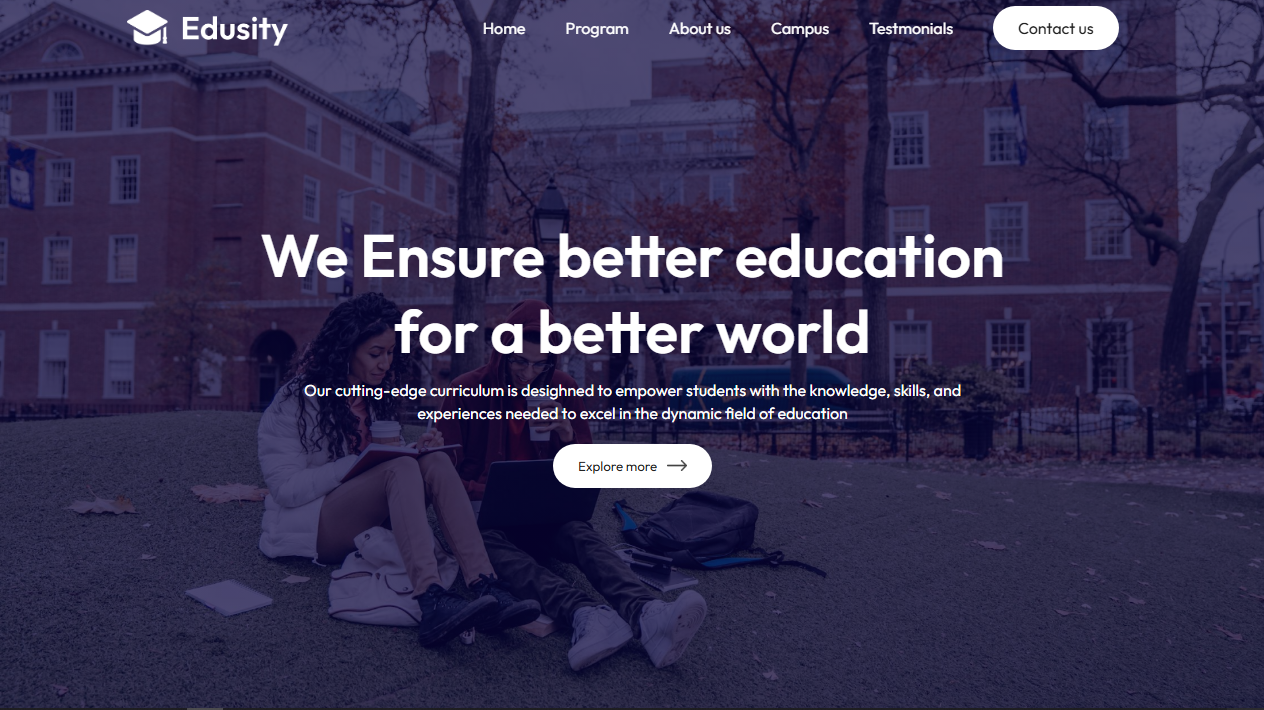 Edusity
Home Program About us Campus Testmonials Contact us
We Ensure better education
for a better world
Our cutting-edge curriculum is desighned to empower students with the knowledge, skills, and
experiences needed to excel in the dynamic field of education
Explore more